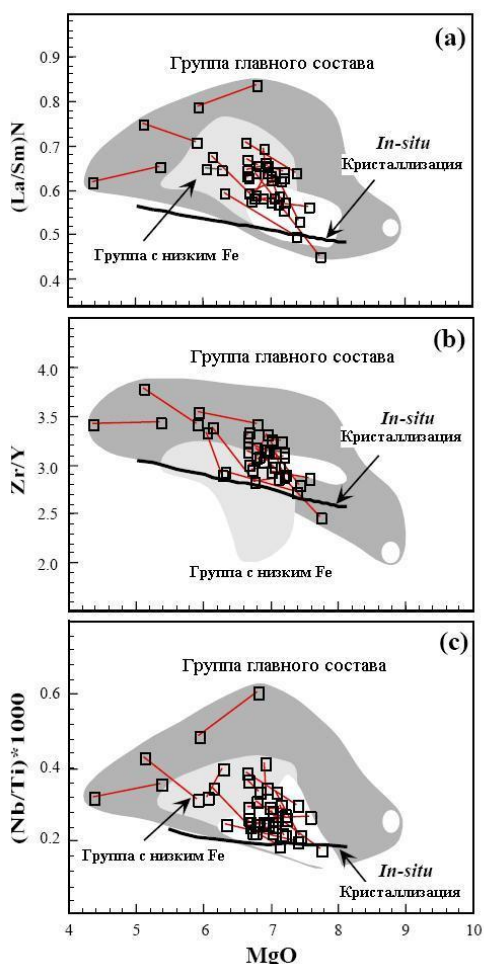 (a)
Группа главного состава
In-situ
Кристаллизация
Группа с низким Fe
(La/Sm)N
0.9
0.8
0.7
0.6
0.5
0.4
(b)
Группа главного состава
In-situ
Кристаллизация
Группа с низким Fe
Zr/Y
4.0
3.5
3.0
2.5
2.0
(c)
Группа главного состава
In-situ
Кристаллизация
Группа с низким Fe
(Nb/Ti)*1000
0.6
0.4
0.2
4 5 6 7 8 9 10
MgO